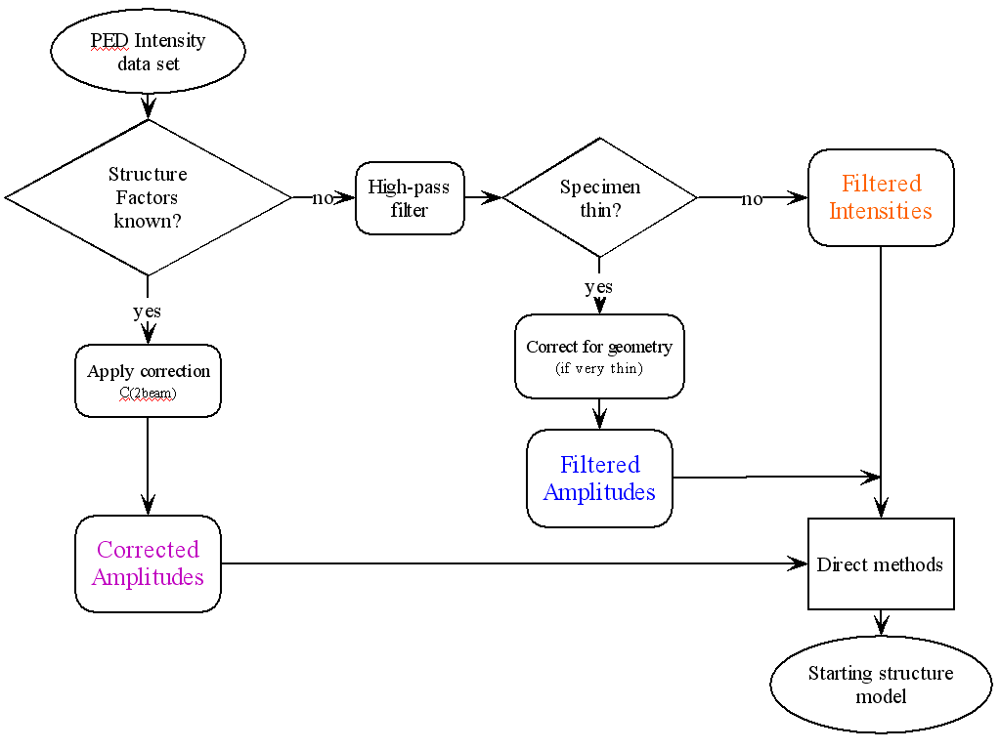 PED Intensity
data set
Structure
Factors
known?
no
High-pass
filter
Specimen
thin?
no
Filtered
Intensities
yes
yes
Apply correction
C(2beam)
Correct for geometry
(if very thin)
Filtered
Amplitudes
Corrected
Amplitudes
Direct methods
Starting structure
model